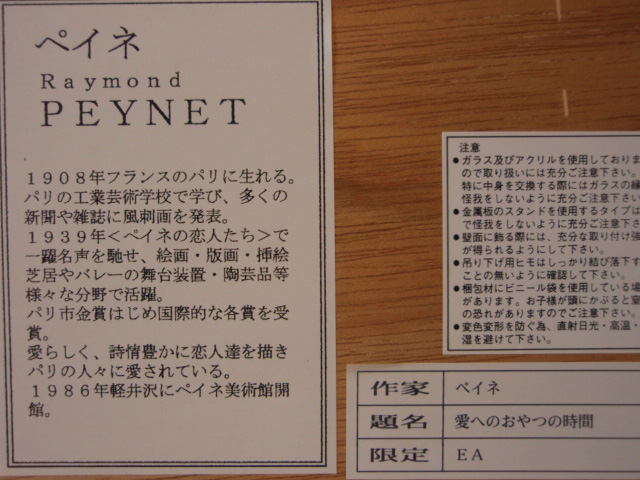 ペイネ
Raymond
PEYNET
1908年フランスのパリに生れる。
パリの工業芸術学校で学び、多くの
新聞や雑誌に風刺画を発表。
1939年<ペイネの恋人たち>で
一躍名声を馳せ、絵画・版画・挿絵
芝居やバレーの舞台装置・陶芸品等
様々な分野で活躍。
パリ市金賞はじめ国際的な各賞を受
賞。
愛らしく、詩情豊かに恋人達を描き
パリの人々に愛されている。
1986年軽井沢にペイネ美術館開
館。
注意
●ガラス及びアクリルを使用しておりま
ので取り扱いには充分ご注意下さい。
特に中身を交換する際にはガラスの縁
怪我をしないように充分ご注意下さい
●金属板のスタンドを使用するタイプは
で怪我をしないように充分ご注意下さ
●壁面に飾る際には、充分な取り付け強
が得られるようにして下さい。
●吊り下げ用ヒモはしっかり結び落下す
ことの無いように確認して下さい。
●梱包材にビニール袋を使用している場
があります。お子様が頭にかぶると窒
の恐れがありますのでご注意下さい。
●変色変形を防ぐ為、直射日光・高温・
湿を避けて下さい。
作家 ペイネ
題名 愛へのおやつの時間
限定 EA